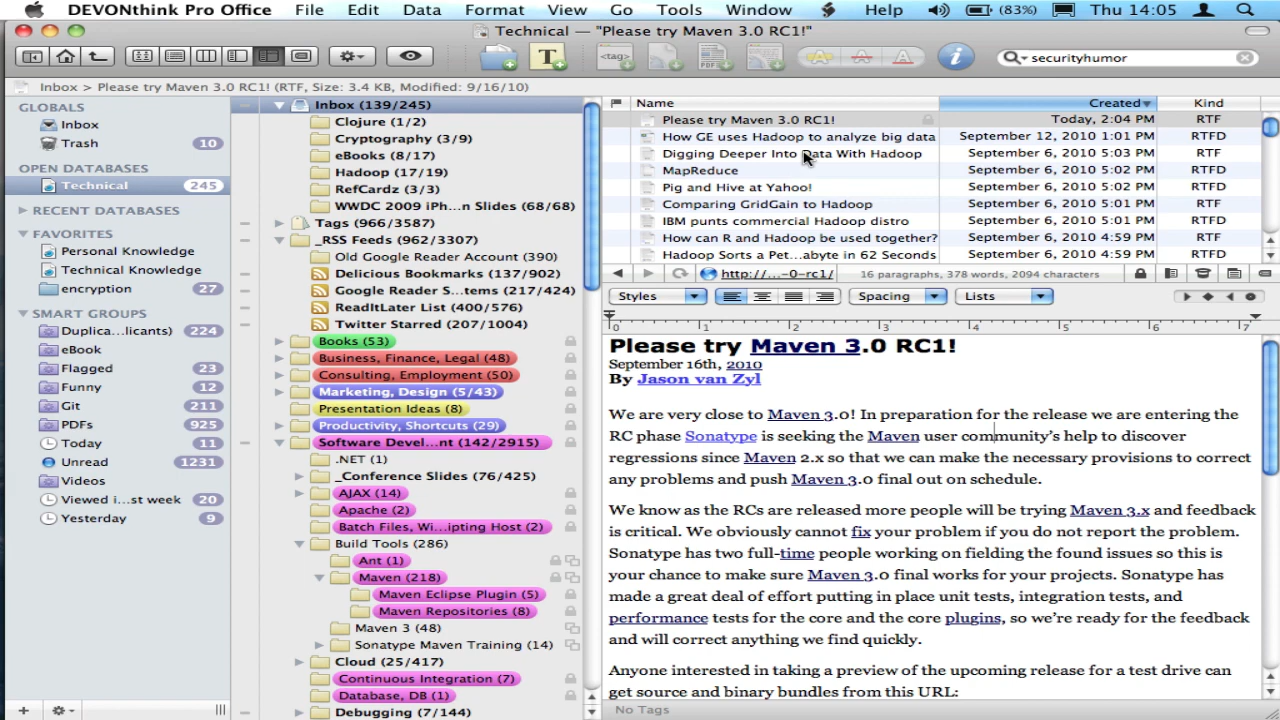 DEVONthink Pro Office File Edit Data Format View Go Tools Window Help (83%) Thu 14:05
Technical — "Please try Maven 3.0 RC1!"
<tag> PDF T A A A i securityhumor
Inbox > Please try Maven 3.0 RC1! (RTF, Size: 3.4 KB, Modified: 9/16/10)
GLOBALS
Inbox
Trash 10
OPEN DATABASES
Technical 245
RECENT DATABASES
FAVORITES
Personal Knowledge
Technical Knowledge
encryption 27
SMART GROUPS
Duplica...licants) 224
eBook
Flagged 23
Funny 12
Git 211
PDFs 925
Today 11
Unread 1231
Videos
Viewed i...st week 20
Yesterday 9
Inbox (139/245)
Clojure (1/2)
Cryptography (3/9)
eBooks (8/17)
Hadoop (17/19)
RefCardz (3/3)
WWDC 2009 iPh...n Slides (68/68)
Tags (966/3587)
_RSS Feeds (962/3307)
Old Google Reader Account (390)
Delicious Bookmarks (137/902)
Google Reader S...tems (217/424)
ReadItLater List (400/576)
Twitter Starred (207/1004)
Books (53)
Business, Finance, Legal (48)
Consulting, Employment (50)
Marketing, Design (5/43)
Presentation Ideas (8)
Productivity, Shortcuts (29)
Software Devel...nt (142/2915)
.NET (1)
_Conference Slides (76/425)
AJAX (14)
Apache (2)
Batch Files, Wi...ipting Host (2)
Build Tools (286)
Ant (1)
Maven (218)
Maven Eclipse Plugin (5)
Maven Repositories (8)
Maven 3 (48)
Sonatype Maven Training (14)
Cloud (25/417)
Continuous Integration (7)
Database, DB (1)
Debugging (7/144)
Name Created Kind
Please try Maven 3.0 RC1! Today, 2:04 PM RTF
How GE uses Hadoop to analyze big data September 12, 2010 1:01 PM RTFD
Digging Deeper Into Data With Hadoop September 6, 2010 5:03 PM RTF
MapReduce September 6, 2010 5:02 PM RTFD
Pig and Hive at Yahoo! September 6, 2010 5:02 PM RTF
Comparing GridGain to Hadoop September 6, 2010 5:01 PM RTFD
IBM punts commercial Hadoop distro September 6, 2010 5:01 PM RTF
How can R and Hadoop be used together? September 6, 2010 4:59 PM RTF
Hadoop Sorts a Pet...abyte in 62 Seconds September 6, 2010 4:59 PM RTFD
http://...-0-rc1/ 16 paragraphs, 378 words, 2094 characters
Styles Spacing Lists
0 1 2 3 4 5 6 7
Please try Maven 3.0 RC1!
September 16th, 2010
By Jason van Zyl
We are very close to Maven 3.0! In preparation for the release we are entering the
RC phase Sonatype is seeking the Maven user community's help to discover
regressions since Maven 2.x so that we can make the necessary provisions to correct
any problems and push Maven 3.0 final out on schedule.
We know as the RCs are released more people will be trying Maven 3.x and feedback
is critical. We obviously cannot fix your problem if you do not report the problem.
Sonatype has two full-time people working on fielding the found issues so this is
your chance to make sure Maven 3.0 final works for your projects. Sonatype has
made a great deal of effort putting in place unit tests, integration tests, and
performance tests for the core and the core plugins, so we're ready for the feedback
and will correct anything we find quickly.
Anyone interested in taking a preview of the upcoming release for a test drive can
get source and binary bundles from this URL:
No Tags